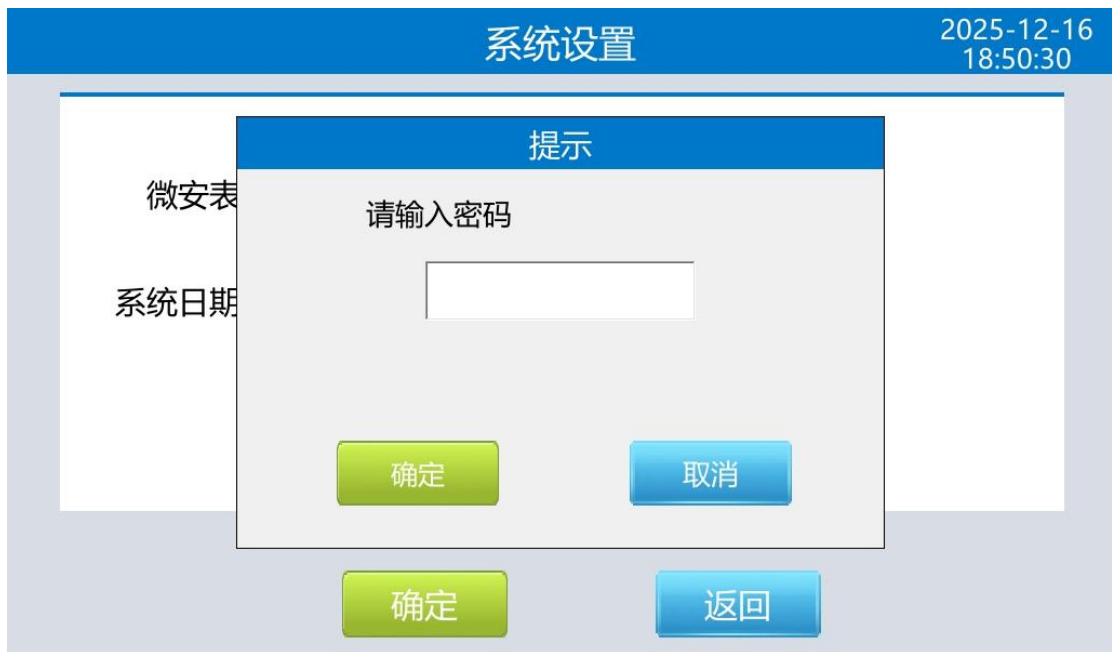 系统设置
2025-12-16
18:50:30
提示
微安表
请输入密码
系统日期
确定
取消
确定
返回